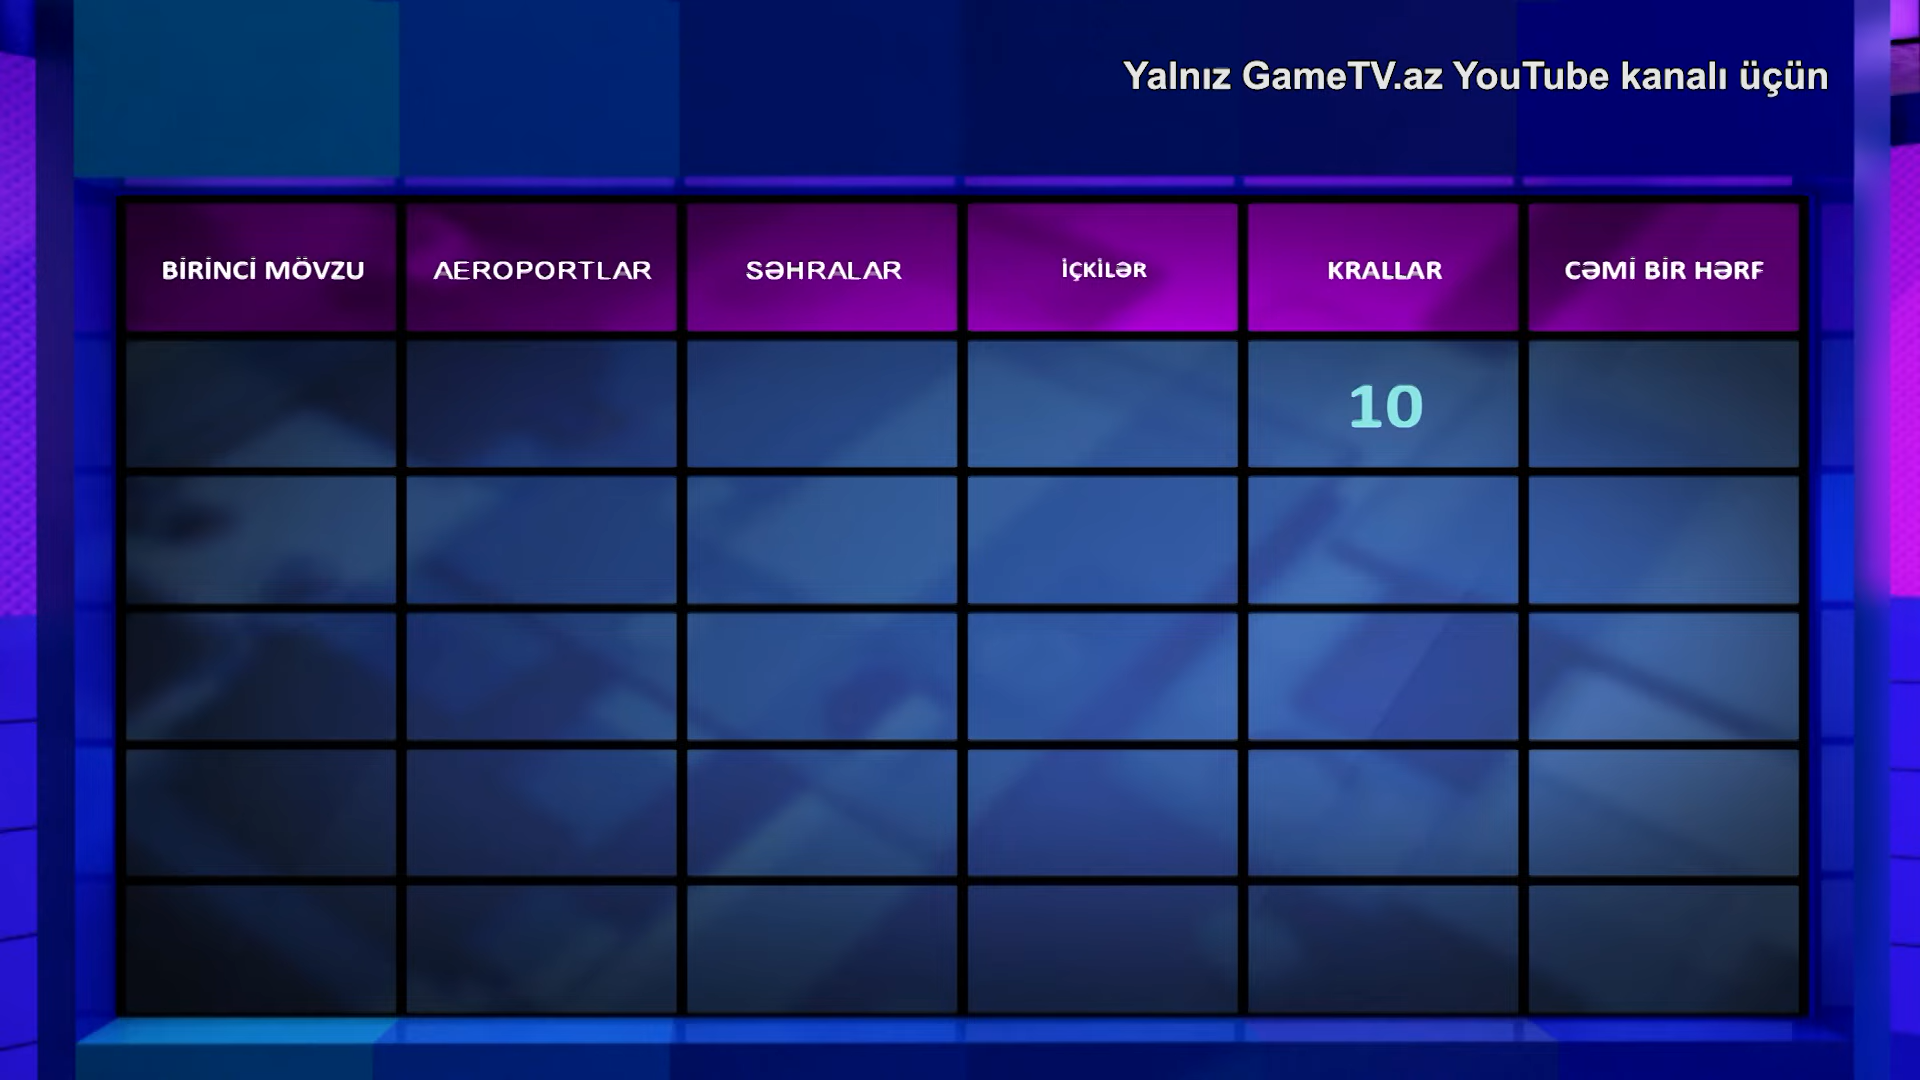 Yalnız GameTV.az YouTube kanalı üçün
BİRİNCİ MÖVZU
AEROPORTLAR
SƏHRALAR
İÇKİLƏR
KRALLAR
CƏMİ BİR HƏRF
10